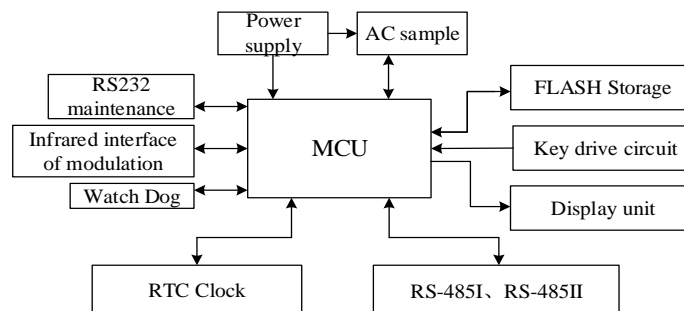 Power
supply
AC sample
RS232
maintenance
FLASH Storage
Infrared interface
of modulation
MCU
Key drive circuit
Watch Dog
Display unit
RTC Clock
RS-485I、RS-485II